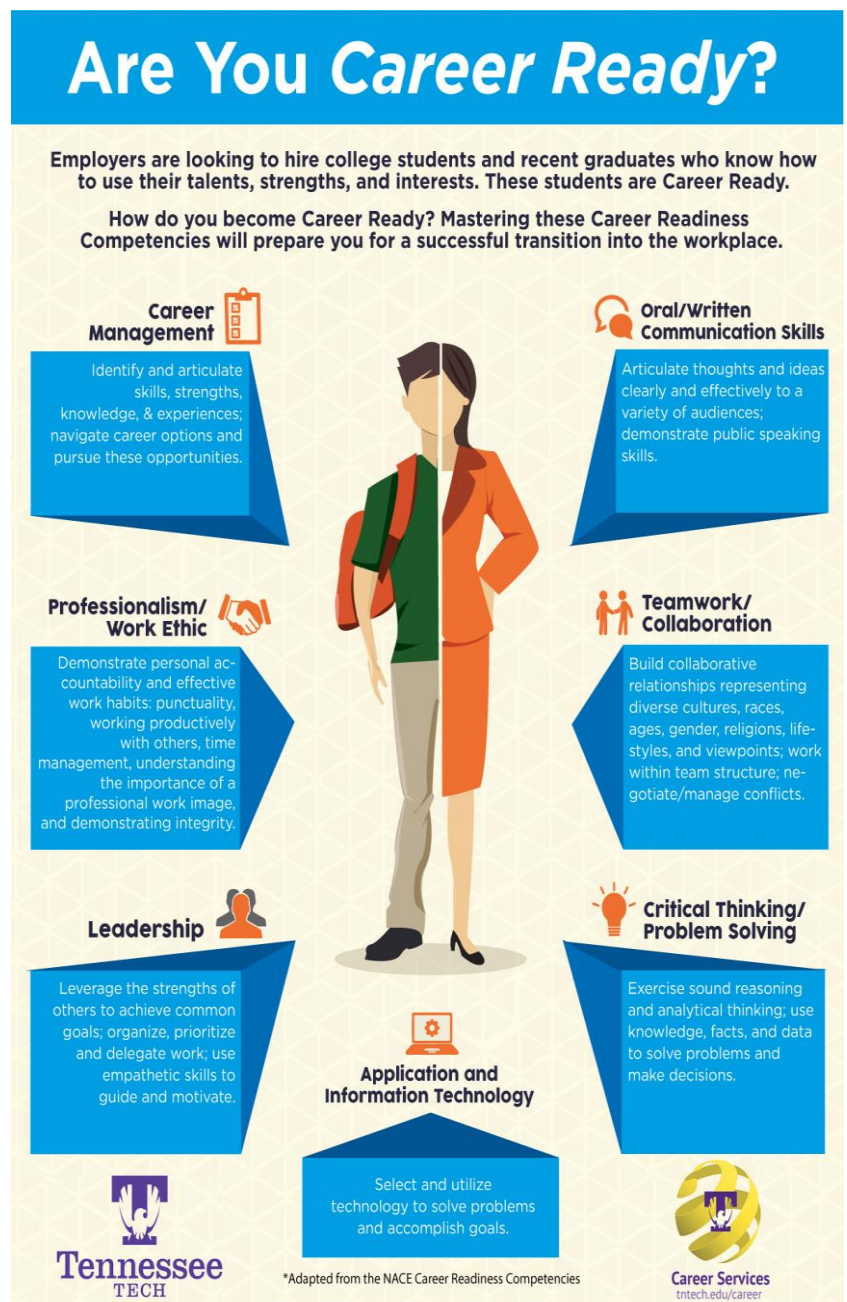 Are You Career Ready?
Employers are looking to hire college students and recent graduates who know how
to use their talents, strengths, and interests. These students are Career Ready.
How do you become Career Ready? Mastering these Career Readiness
Competencies will prepare you for a successful transition into the workplace.
Career
Management
Identify and articulate
skills, strengths,
knowledge, & experiences;
navigate career options and
pursue these opportunities.
Oral/Written
Communication Skills
Articulate thoughts and ideas
clearly and effectively to a
variety of audiences;
demonstrate public speaking
skills.
Professionalism/
Work Ethic
Demonstrate personal ac-
countability and effective
work habits: punctuality,
working productively
with others, time
management, understanding
the importance of a
professional work image,
and demonstrating integrity.
Teamwork/
Collaboration
Build collaborative
relationships representing
diverse cultures, races,
ages, gender, religions, life-
styles, and viewpoints; work
within team structure; ne-
gotiate/manage conflicts.
Leadership
Leverage the strengths of
others to achieve common
goals; organize, prioritize
and delegate work; use
empathetic skills to
guide and motivate.
Critical Thinking/
Problem Solving
Exercise sound reasoning
and analytical thinking; use
knowledge, facts, and data
to solve problems and
make decisions.
Application and
Information Technology
Select and utilize
technology to solve problems
and accomplish goals.
T
Tennessee
TECH
*Adapted from the NACE Career Readiness Competencies
T
Career Services
tntech.edu/career